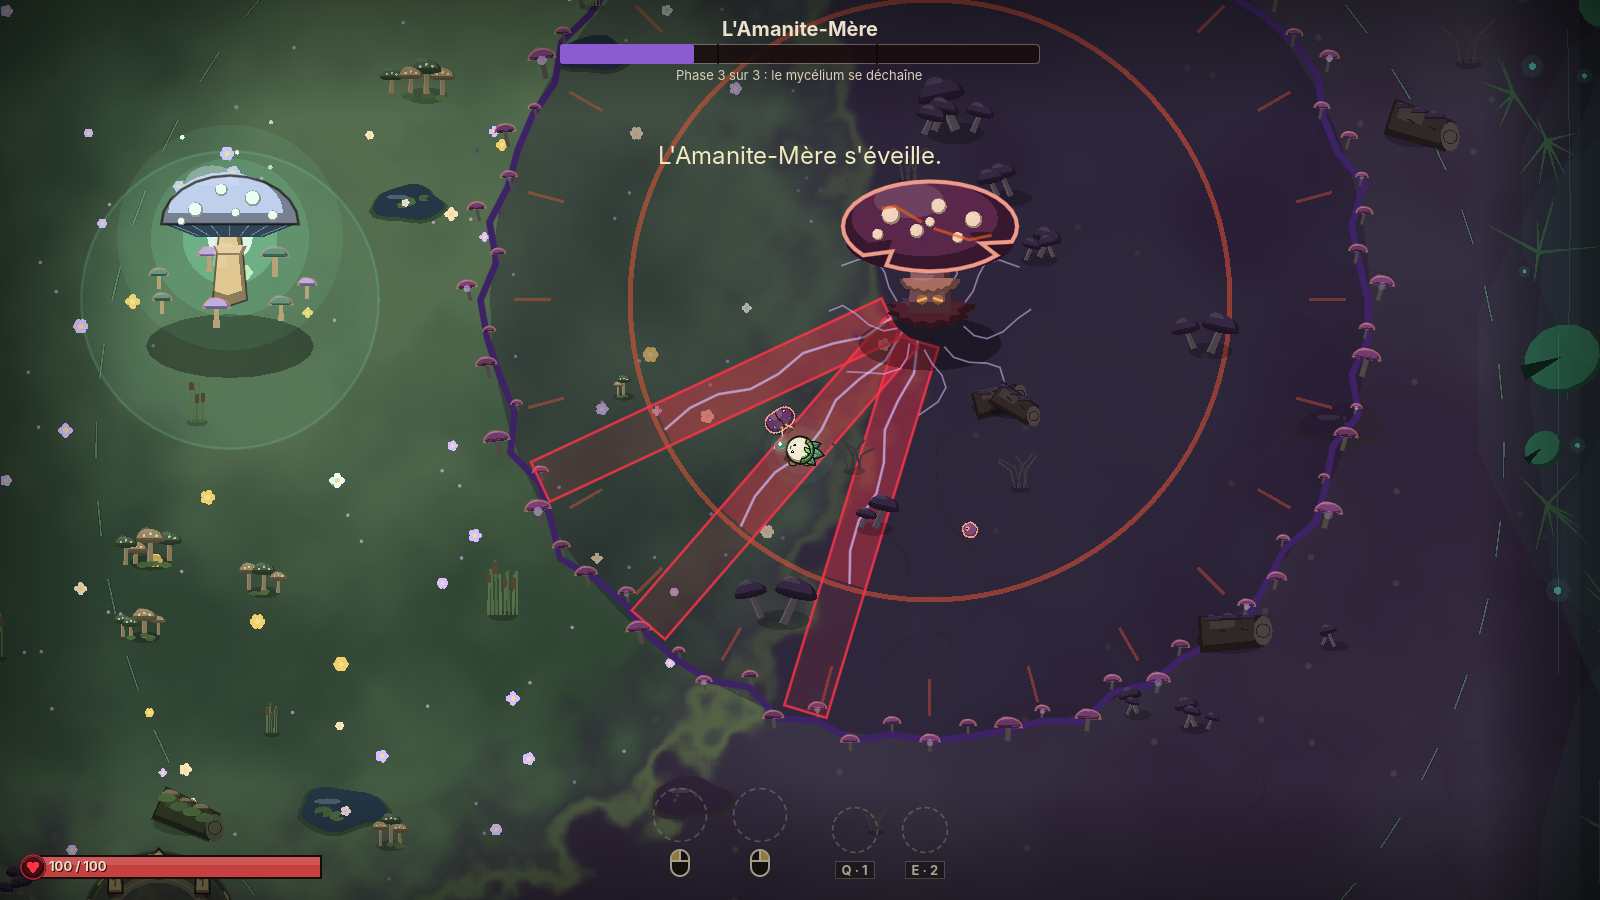 L'Amanite-Mère
Phase 3 sur 3 : le mycélium se déchaîne
L'Amanite-Mère s'éveille.
100 / 100
Q · 1
E · 2